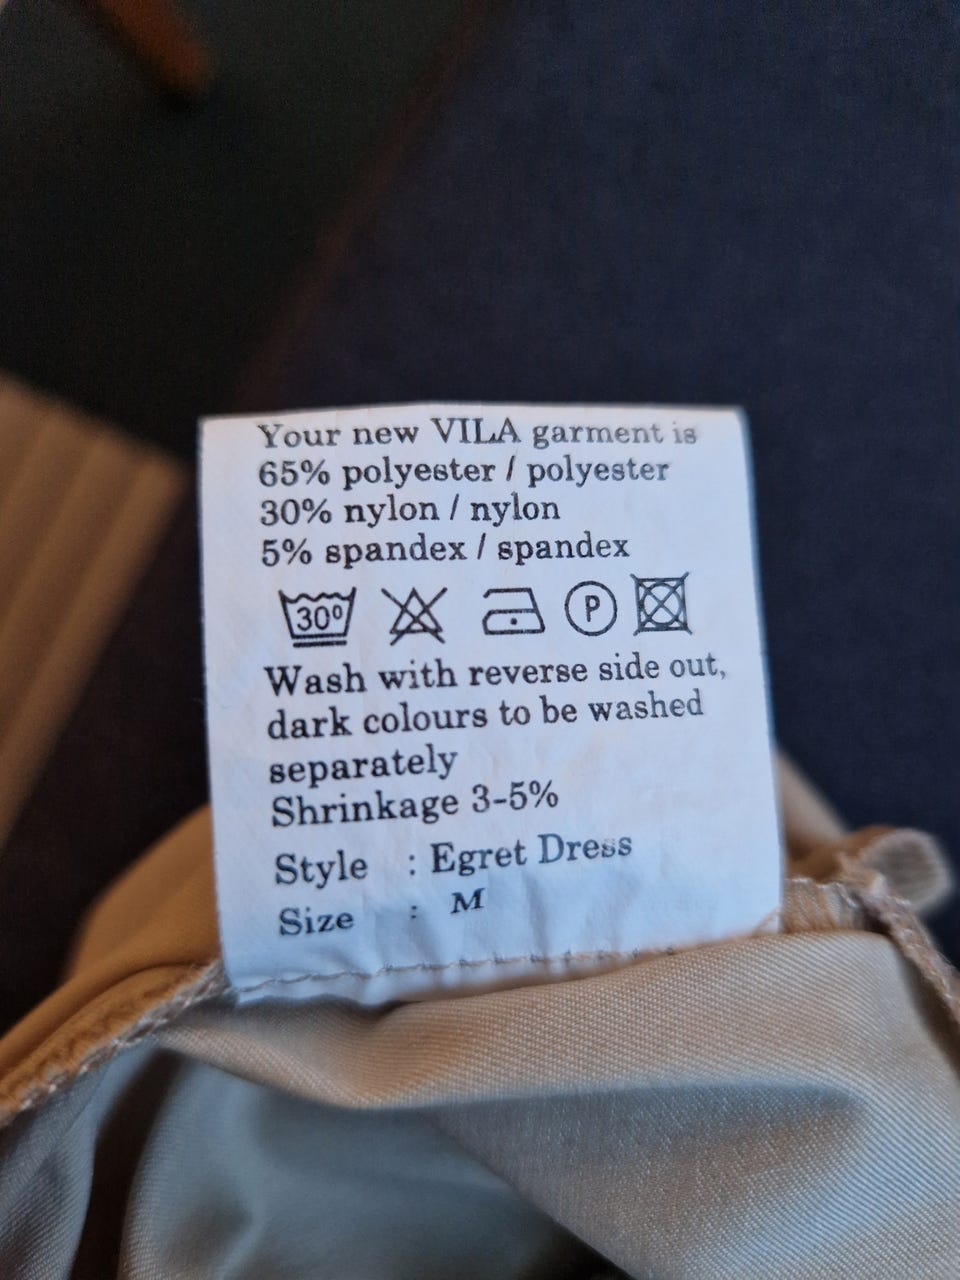 Your new VILA garment is
65% polyester / polyester
30% nylon / nylon
5% spandex / spandex
30º P
Wash with reverse side out,
dark colours to be washed
separately
Shrinkage 3-5%
Style : Egret Dress
Size : M